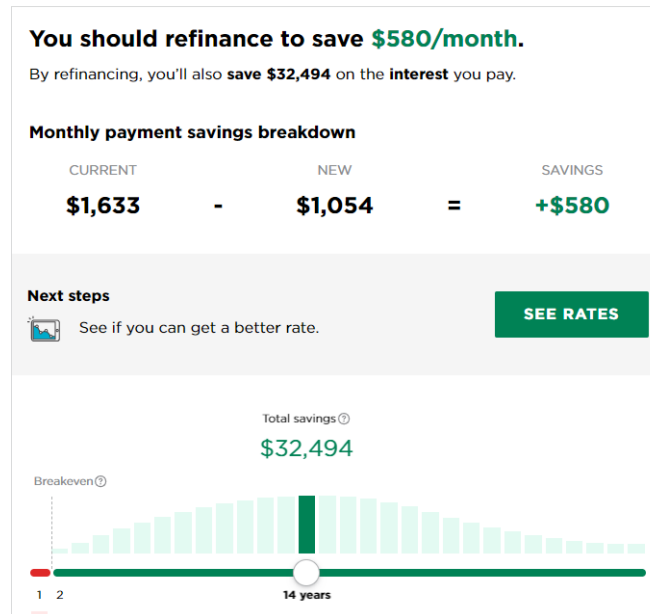 You should refinance to save $580/month.
By refinancing, you'll also save $32,494 on the interest you pay.
Monthly payment savings breakdown
CURRENT NEW SAVINGS
$1,633 - $1,054 = +$580
Next steps
See if you can get a better rate.
SEE RATES
Total savings ?
$32,494
Breakeven ?
1 2 14 years